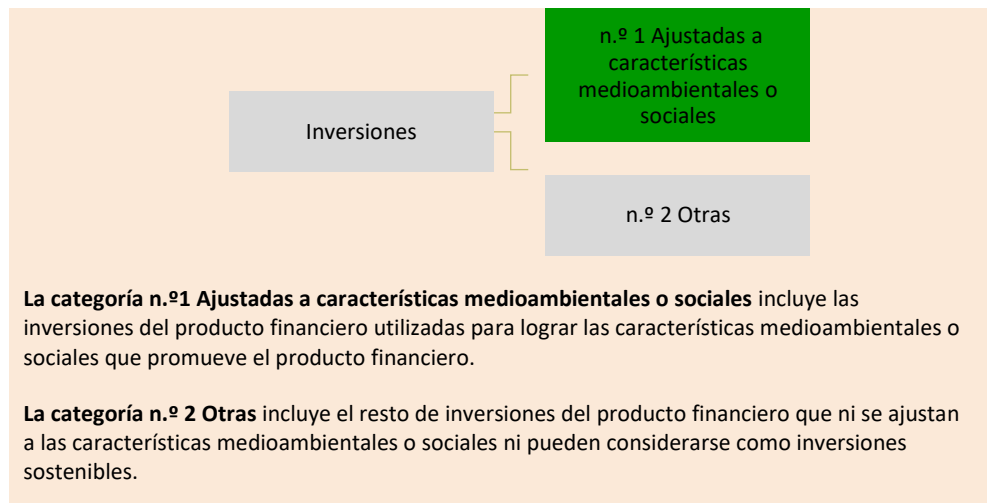 n.º 1 Ajustadas a
características
medioambientales o
sociales
Inversiones
n.º 2 Otras
La categoría n.º1 Ajustadas a características medioambientales o sociales incluye las
inversiones del producto financiero utilizadas para lograr las características medioambientales o
sociales que promueve el producto financiero.
La categoría n.º 2 Otras incluye el resto de inversiones del producto financiero que ni se ajustan
a las características medioambientales o sociales ni pueden considerarse como inversiones
sostenibles.